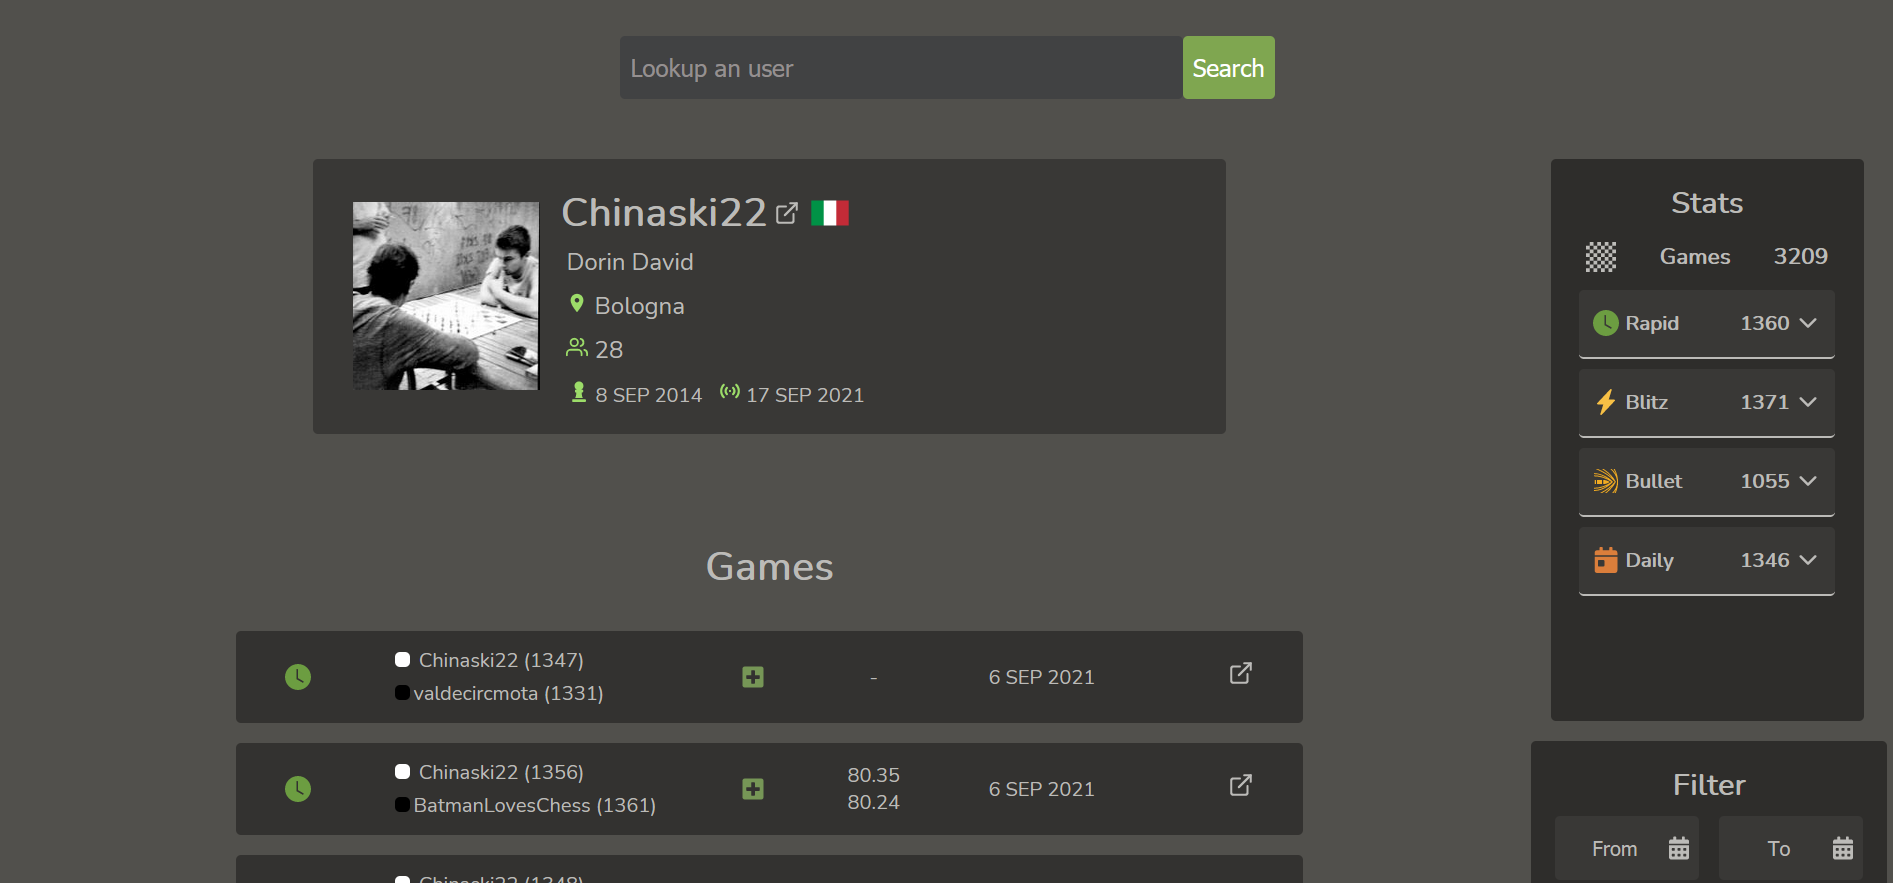 Lookup an user
Search
Chinaski22
Dorin David
Bologna
28
8 SEP 2014 17 SEP 2021
Stats
Games 3209
Rapid 1360
Blitz 1371
Bullet 1055
Daily 1346
Games
Chinaski22 (1347)
valdecircmota (1331)
-
6 SEP 2021
Chinaski22 (1356)
BatmanLovesChess (1361)
80.35
80.24
6 SEP 2021
Chinaski22 (1348)
Filter
From
To